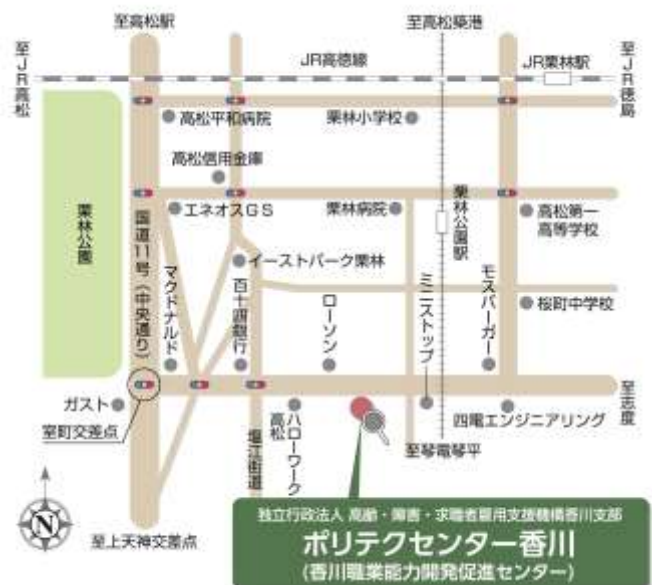 至高松駅
至高松築港
至JR高松
JR高徳線
JR栗林駅
至JR徳島
高松平和病院
栗林小学校
高松信用金庫
栗林公園
国道11号(中央通り)
エネオスGS
栗林病院
栗林公園駅
高松第一
高等学校
マクドナルド
イーストパーク栗林
百十四銀行
ローソン
ミニストップ
モスバーガー
桜町中学校
ガスト
室町交差点
塩江街道
ハローワーク
高松
四電エンジニアリング
至志度
至琴電琴平
N
至上天神交差点
独立行政法人 高齢・障害・求職者雇用支援機構香川支部
ポリテクセンター香川
(香川職業能力開発促進センター)